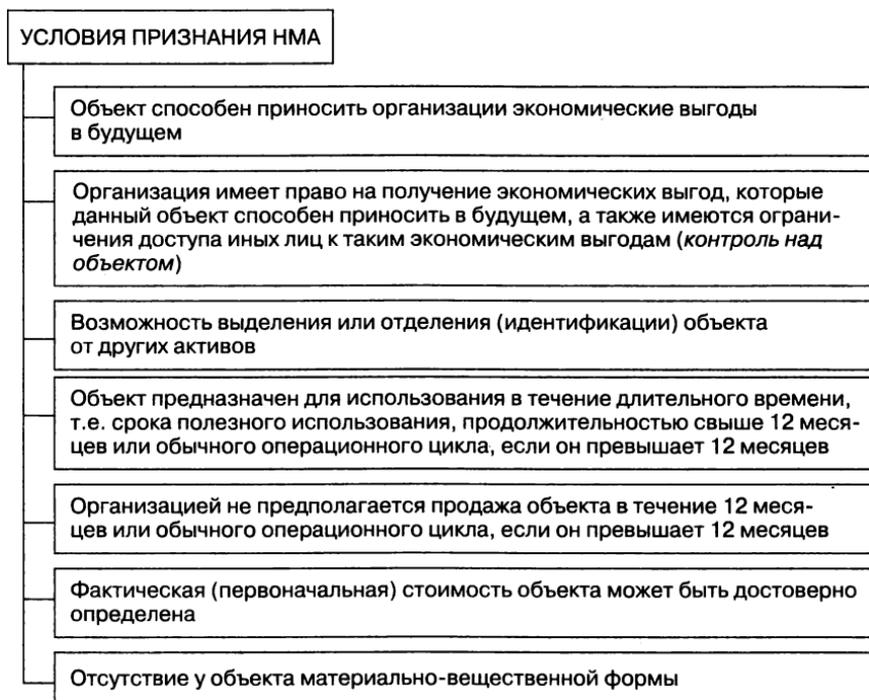 УСЛОВИЯ ПРИЗНАНИЯ НМА
Объект способен приносить организации экономические выгоды
в будущем
Организация имеет право на получение экономических выгод, которые
данный объект способен приносить в будущем, а также имеются ограни-
чения доступа иных лиц к таким экономическим выгодам (контроль над
объектом)
Возможность выделения или отделения (идентификации) объекта
от других активов
Объект предназначен для использования в течение длительного времени,
т.е. срока полезного использования, продолжительностью свыше 12 меся-
цев или обычного операционного цикла, если он превышает 12 месяцев
Организацией не предполагается продажа объекта в течение 12 меся-
цев или обычного операционного цикла, если он превышает 12 месяцев
Фактическая (первоначальная) стоимость объекта может быть достоверно
определена
Отсутствие у объекта материально-вещественной формы